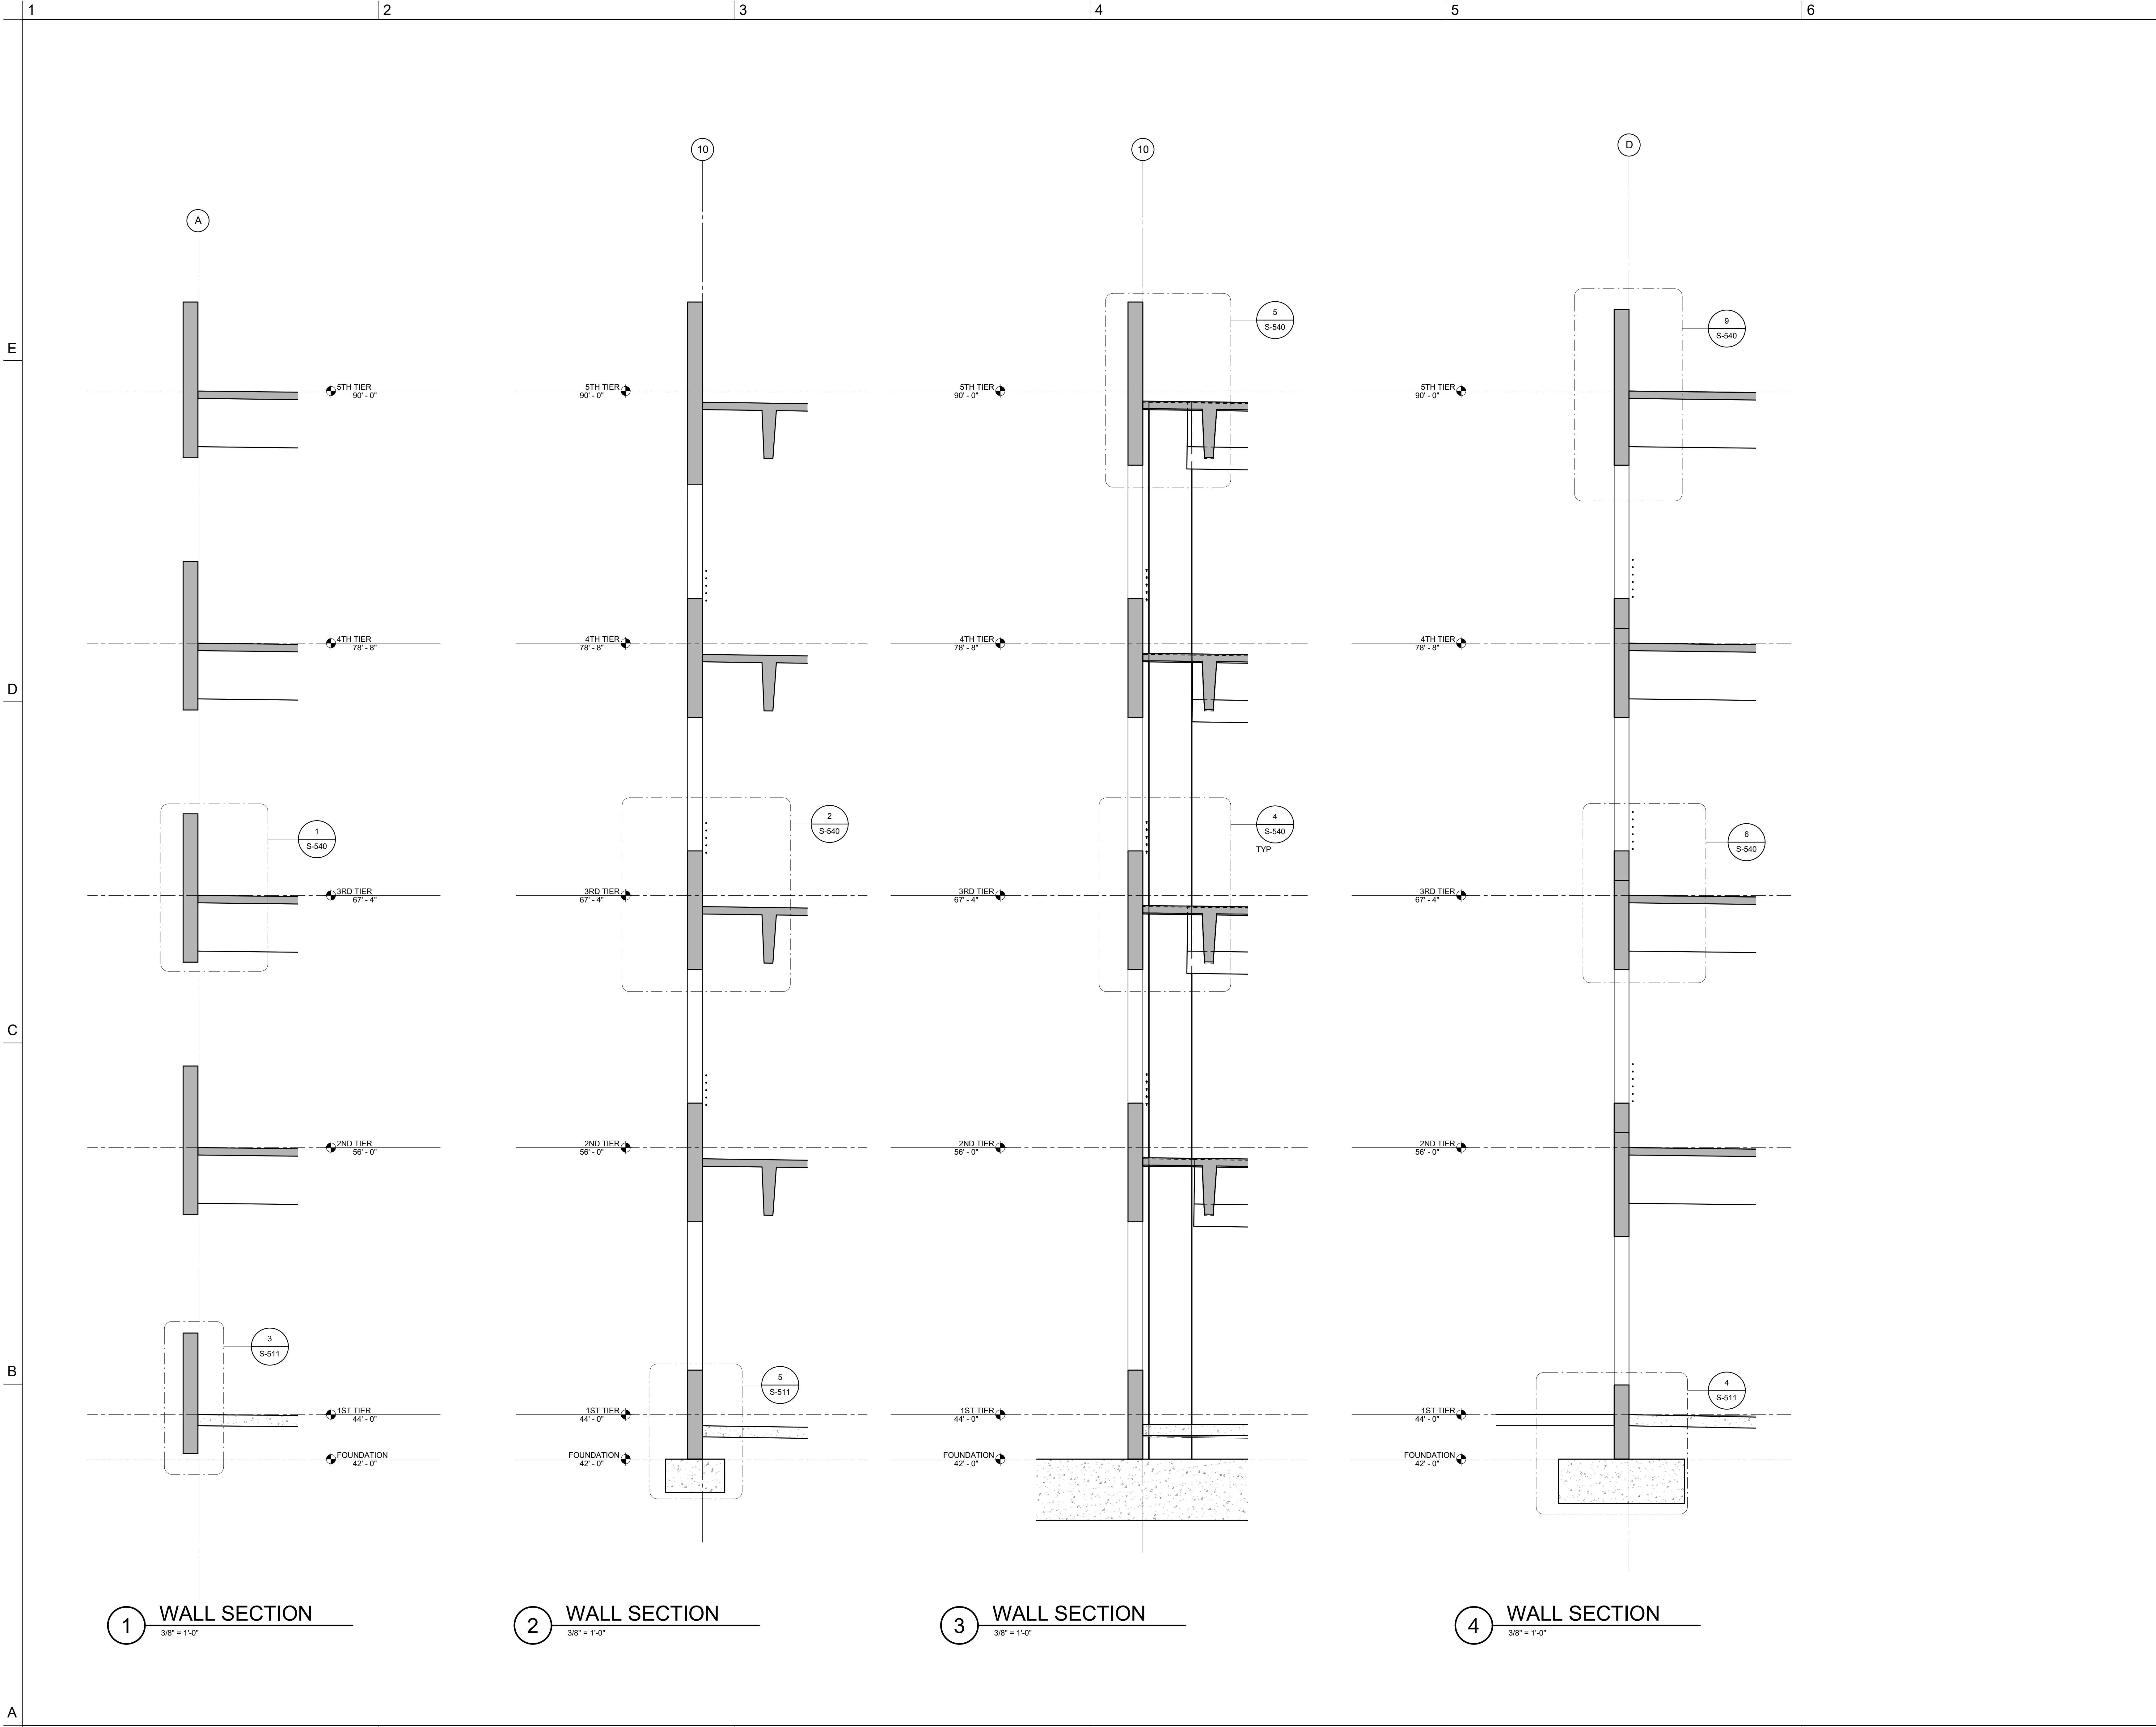 1
2
3
4
5
6
E
D
C
B
A
A
5TH TIER
90' - 0"
4TH TIER
78' - 8"
1
S-540
3RD TIER
67' - 4"
2ND TIER
56' - 0"
3
S-511
1ST TIER
44' - 0"
FOUNDATION
42' - 0"
1
WALL SECTION
3/8" = 1'-0"
10
5TH TIER
90' - 0"
4TH TIER
78' - 8"
2
S-540
3RD TIER
67' - 4"
2ND TIER
56' - 0"
5
S-511
1ST TIER
44' - 0"
FOUNDATION
42' - 0"
2
WALL SECTION
3/8" = 1'-0"
10
5
S-540
5TH TIER
90' - 0"
4TH TIER
78' - 8"
4
S-540
TYP
3RD TIER
67' - 4"
2ND TIER
56' - 0"
1ST TIER
44' - 0"
FOUNDATION
42' - 0"
3
WALL SECTION
3/8" = 1'-0"
D
9
S-540
5TH TIER
90' - 0"
4TH TIER
78' - 8"
6
S-540
3RD TIER
67' - 4"
2ND TIER
56' - 0"
4
S-511
1ST TIER
44' - 0"
FOUNDATION
42' - 0"
4
WALL SECTION
3/8" = 1'-0"